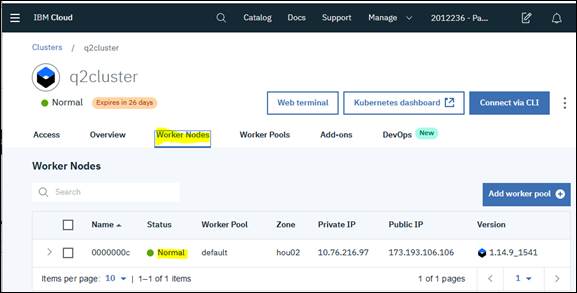 IBM Cloud Catalog Docs Support Manage 2012236 - Pa...
Clusters / q2cluster
q2cluster
Normal Expires in 26 days
Web terminal Kubernetes dashboard Connect via CLI
Access Overview Worker Nodes Worker Pools Add-ons DevOps New
Worker Nodes
Search
Add worker pool
Name Status Worker Pool Zone Private IP Public IP Version
0000000c Normal default hou02 10.76.216.97 173.193.106.106 1.14.9_1541
Items per page: 10 | 1–1 of 1 items 1 of 1 pages 1